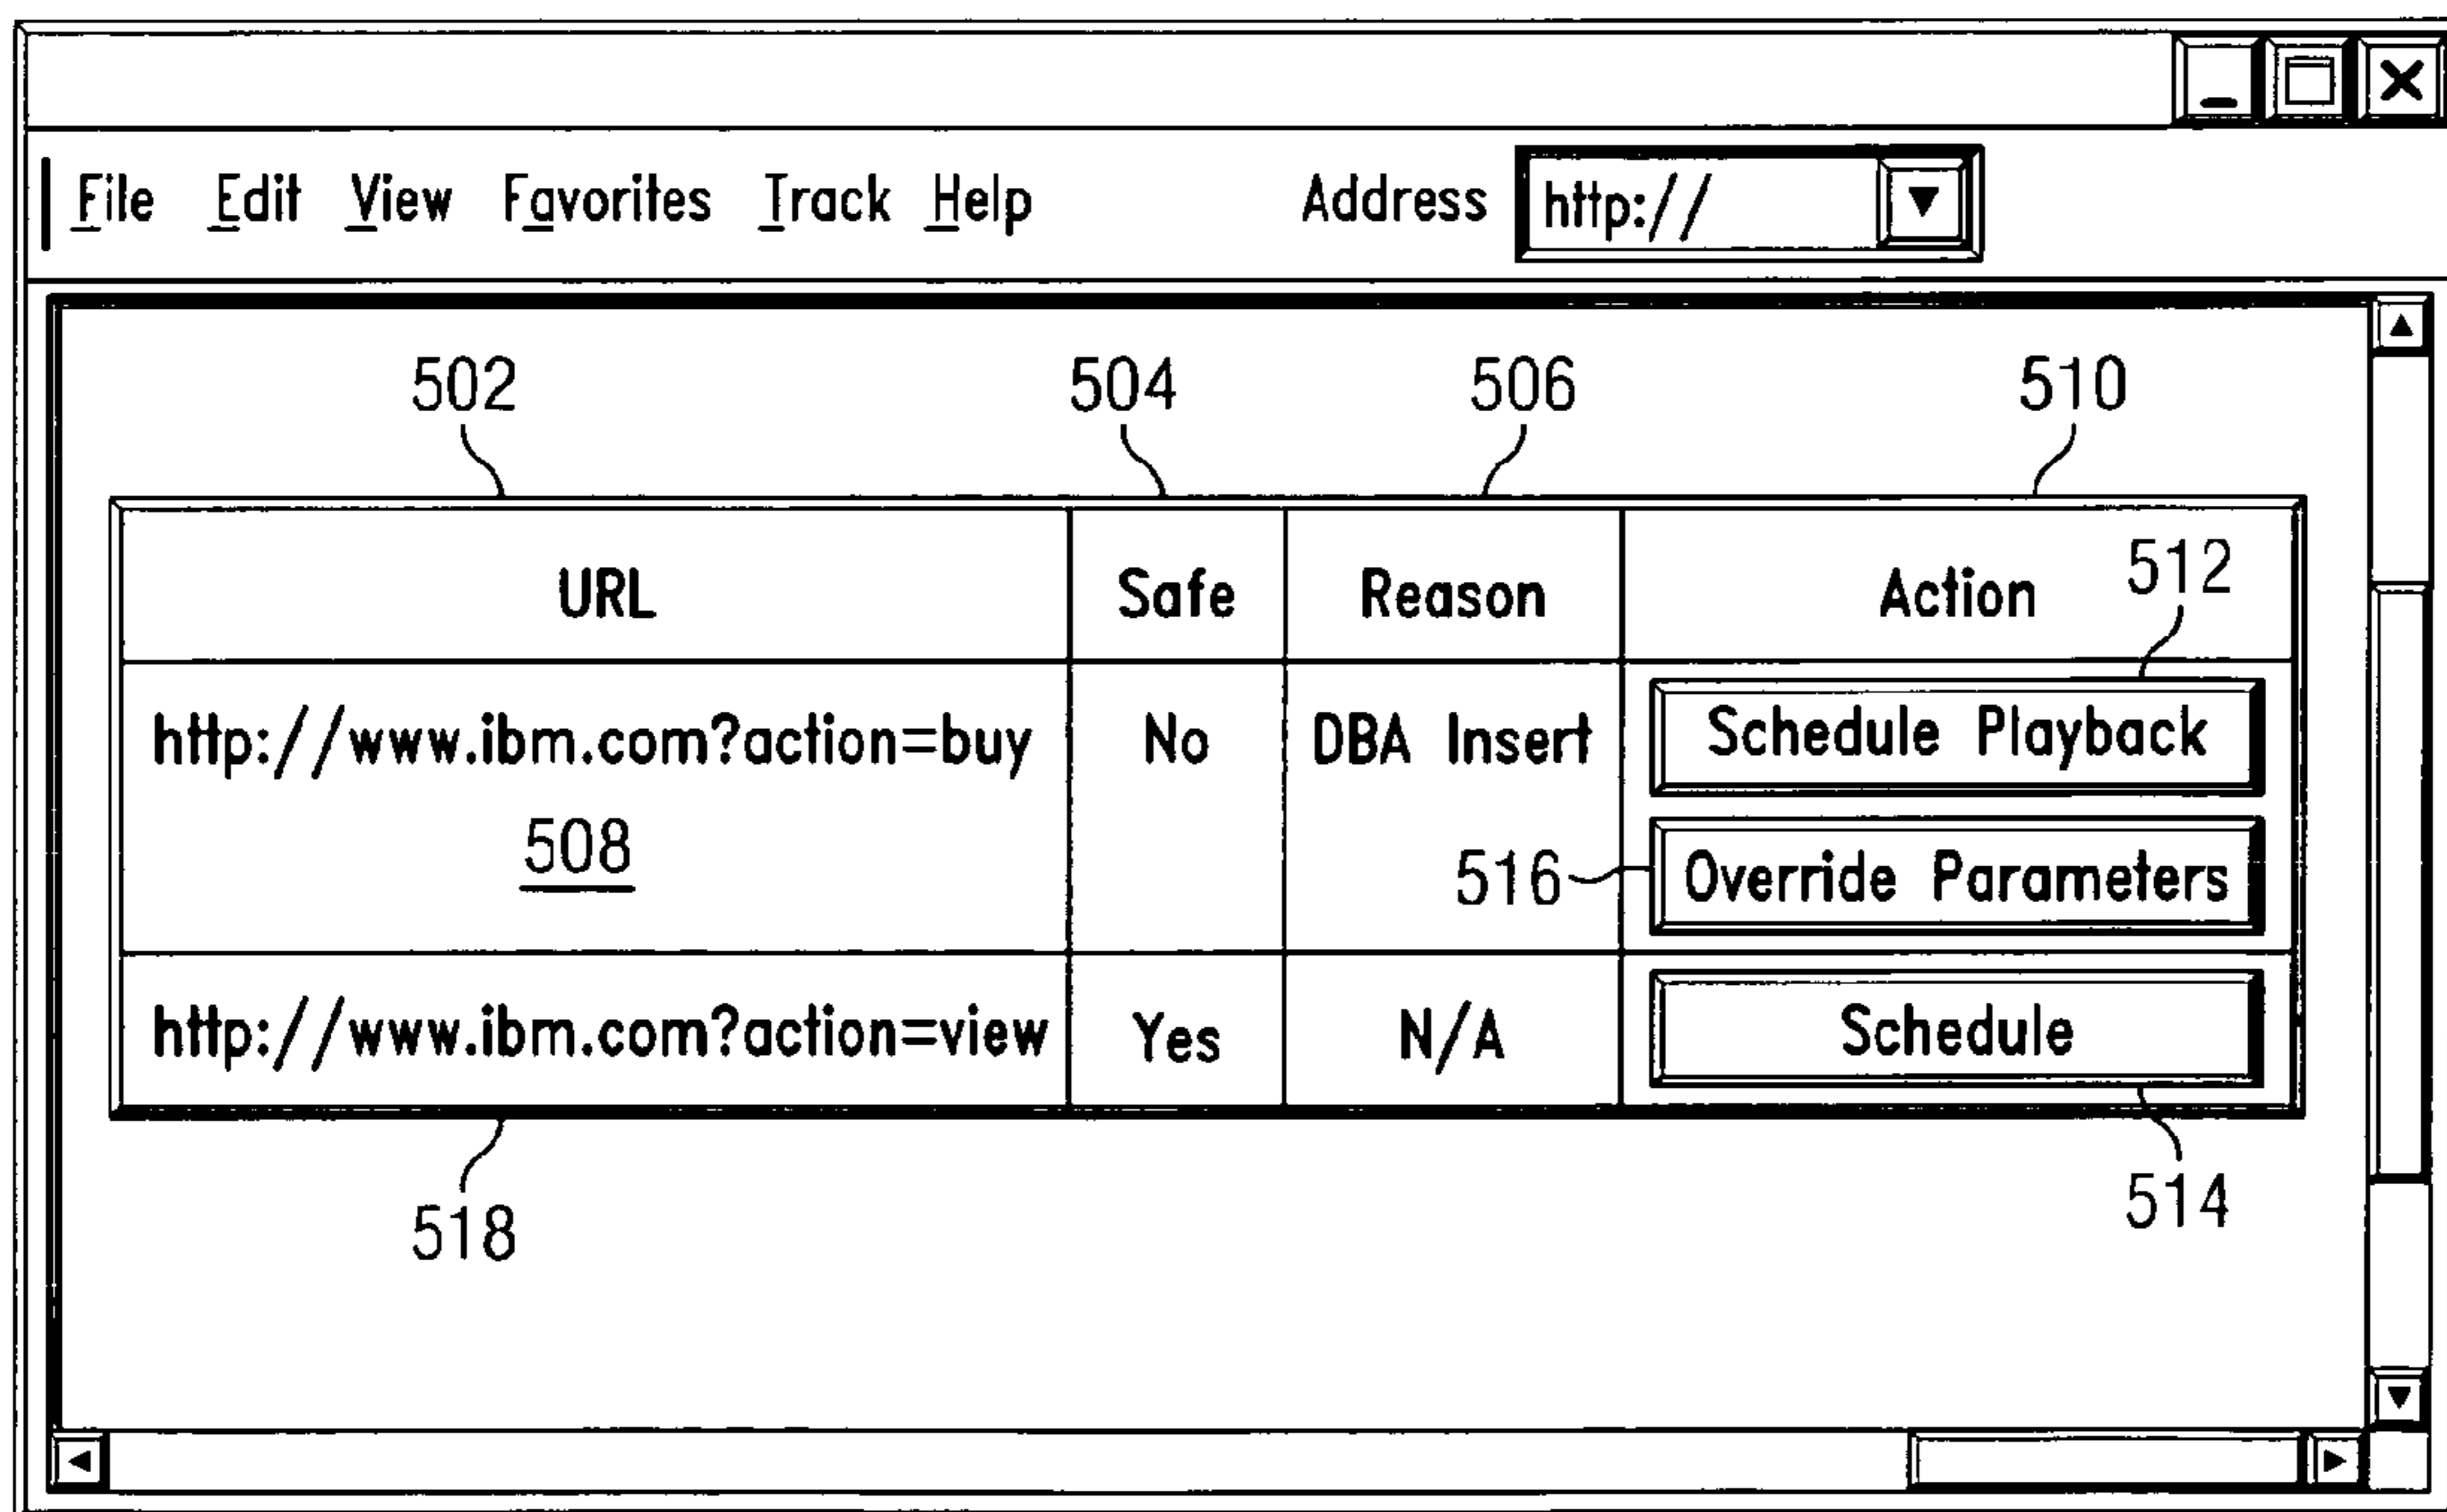 File Edit View Favorites Track Help Address http://
502 504 506 510
URL Safe Reason Action 512
http://www.ibm.com?action=buy No DBA Insert Schedule Playback
508 516 Override Parameters
http://www.ibm.com?action=view Yes N/A Schedule
518 514